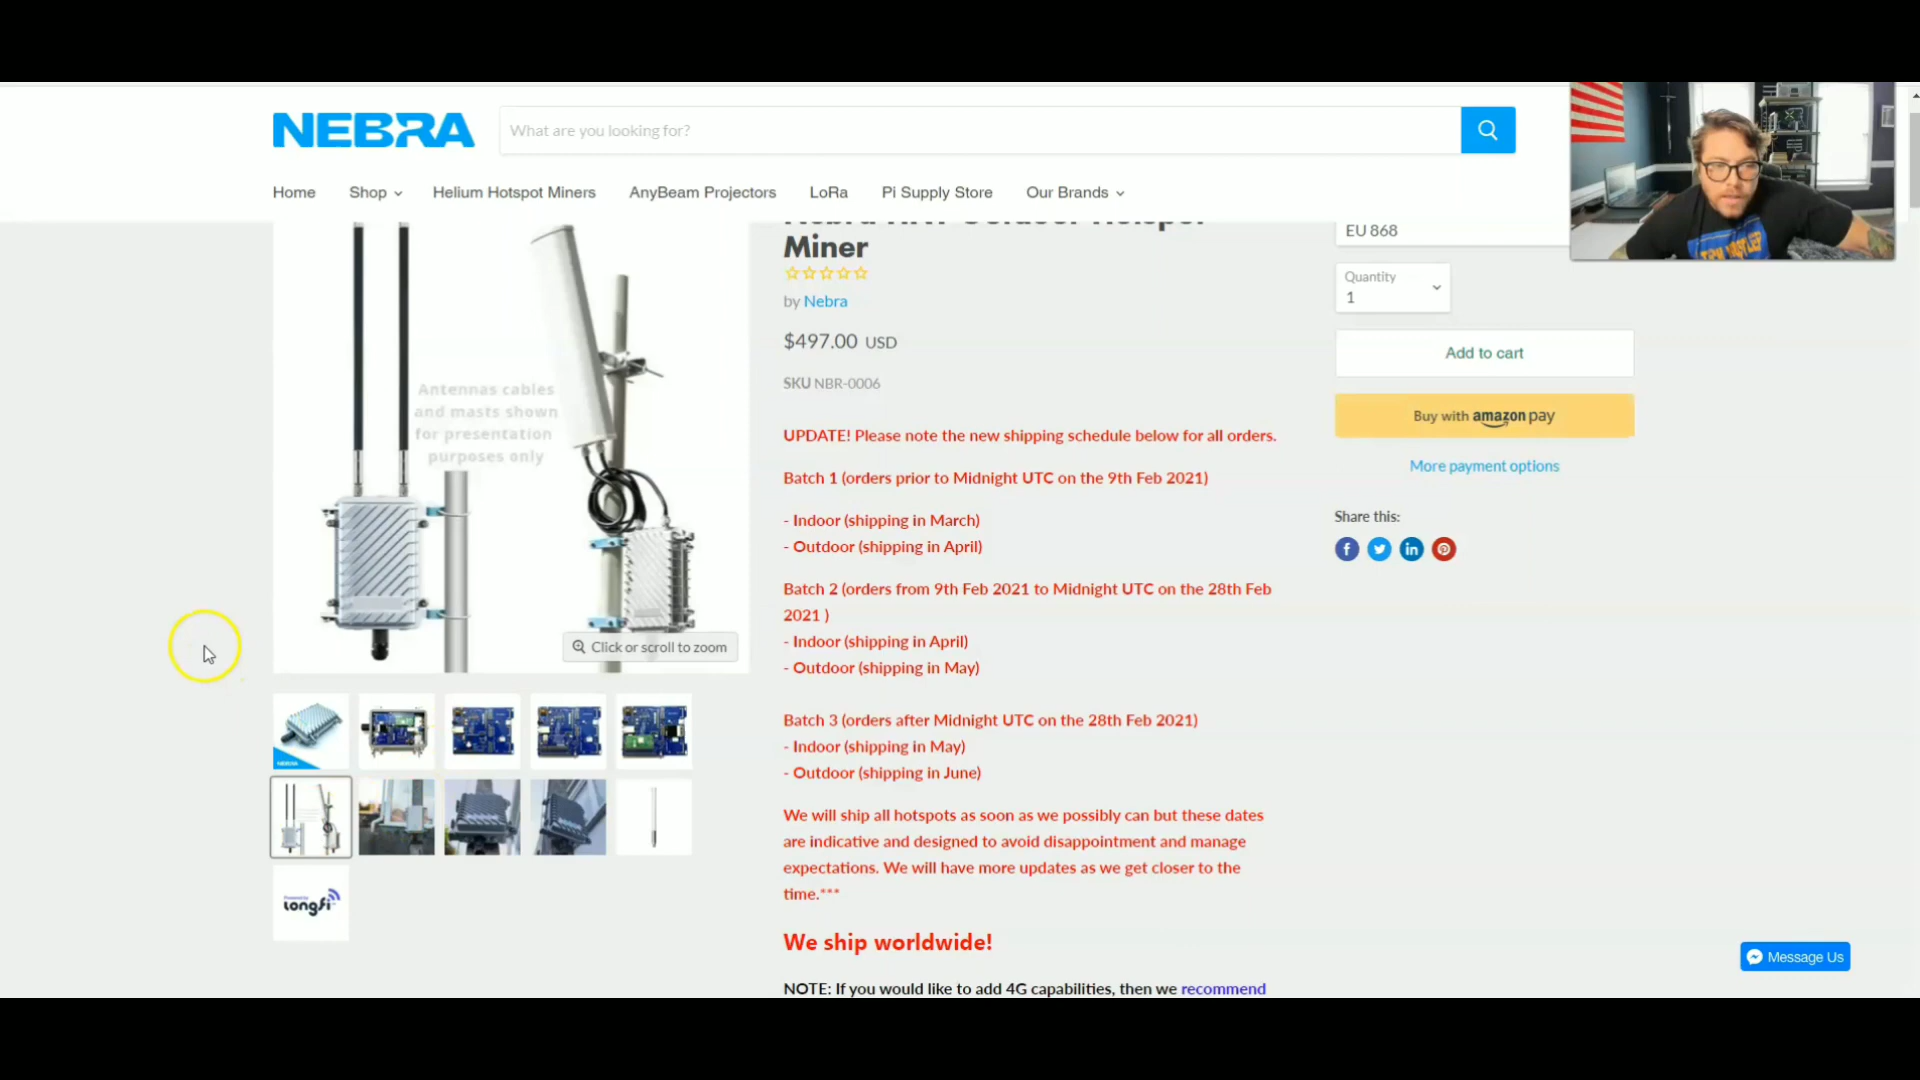 NEBRA
What are you looking for?
Home
Shop
Helium Hotspot Miners
AnyBeam Projectors
LoRa
Pi Supply Store
Our Brands
Miner
by Nebra
$497.00 USD
SKU NBR-0006
UPDATE! Please note the new shipping schedule below for all orders.
Batch 1 (orders prior to Midnight UTC on the 9th Feb 2021)
- Indoor (shipping in March)
- Outdoor (shipping in April)
Batch 2 (orders from 9th Feb 2021 to Midnight UTC on the 28th Feb
2021 )
- Indoor (shipping in April)
- Outdoor (shipping in May)
Batch 3 (orders after Midnight UTC on the 28th Feb 2021)
- Indoor (shipping in May)
- Outdoor (shipping in June)
We will ship all hotspots as soon as we possibly can but these dates
are indicative and designed to avoid disappointment and manage
expectations. We will have more updates as we get closer to the
time.***
We ship worldwide!
NOTE: If you would like to add 4G capabilities, then we recommend
Antennas cables
and masts shown
for presentation
purposes only
Click or scroll to zoom
NEBRA
longfi
EU 868
Quantity
1
Add to cart
Buy with amazon pay
More payment options
Share this:
Message Us